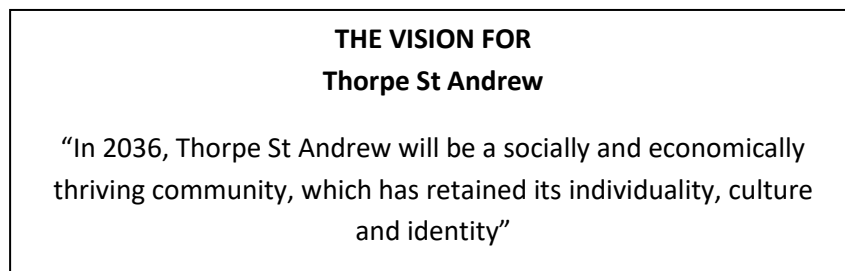 THE VISION FOR
Thorpe St Andrew
“In 2036, Thorpe St Andrew will be a socially and economically
thriving community, which has retained its individuality, culture
and identity”